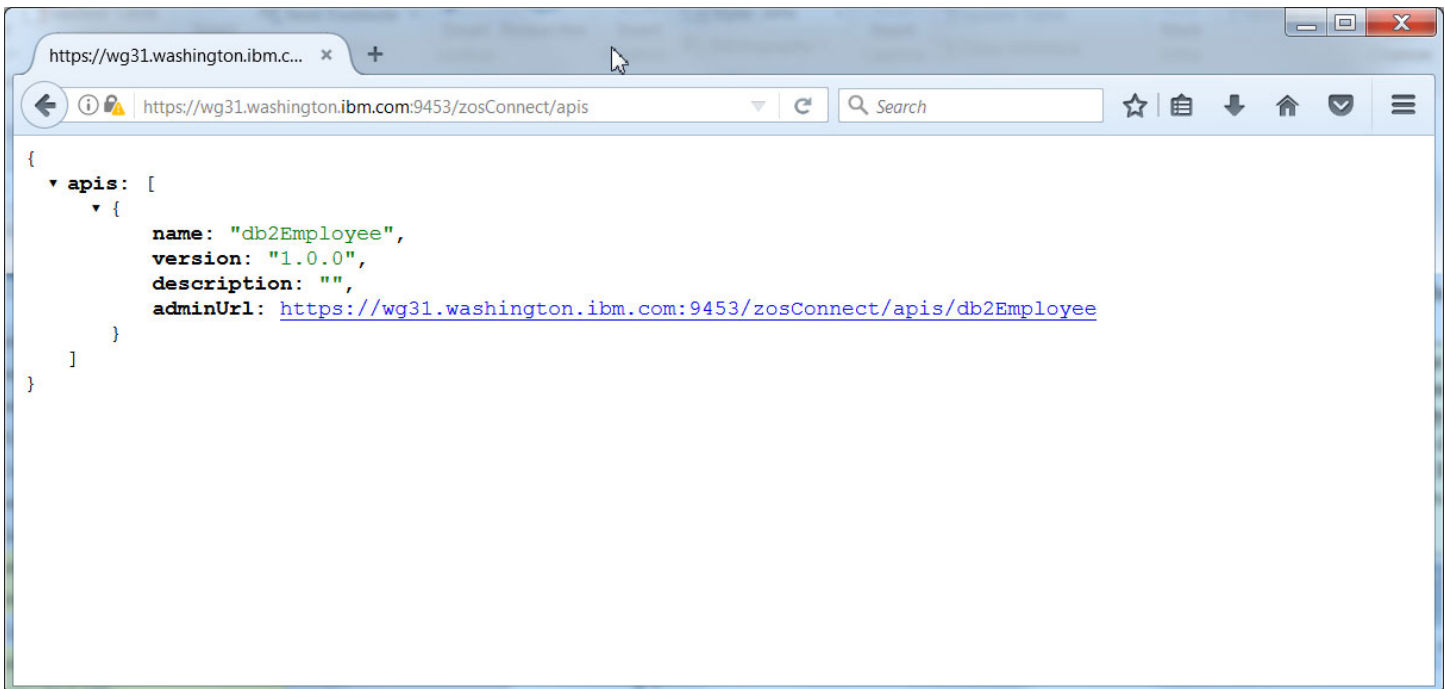 https://wg31.washington.ibm.c...
https://wg31.washington.ibm.com:9453/zosConnect/apis
Search
{
apis: [
{
name: "db2Employee",
version: "1.0.0",
description: "",
adminUrl: https://wg31.washington.ibm.com:9453/zosConnect/apis/db2Employee
}
]
}